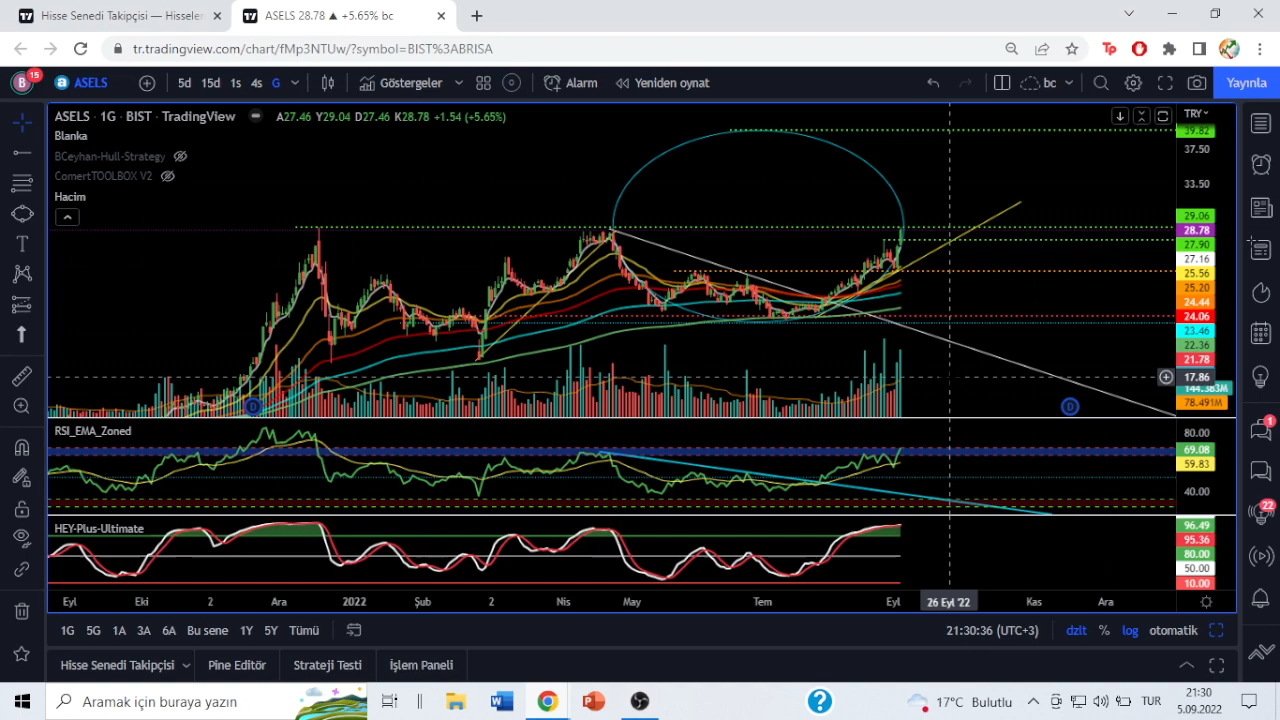 Hisse Senedi Takipçisi — Hisseler
ASELS 28.78 ▲ +5.65% bc
tr.tradingview.com/chart/fMp3NTUw/?symbol=BIST%3ABRISA
Tp
B 15
a ASELS
5d 15d 1s 4s G
Göstergeler
Alarm
Yeniden oynat
bc
Yayınla
ASELS · 1G · BIST · TradingView
A27.46 Y29.04 D27.46 K28.78 +1.54 (+5.65%)
Blanka
BCeyhan-Hull-Strategy
ComertTOOLBOX V2
Hacim
TRY
39.82
37.50
33.50
29.06
28.78
27.90
27.16
25.56
25.20
24.44
24.06
23.46
22.36
21.78
17.86
144.383M
78.491M
D
D
RSI_EMA_Zoned
80.00
69.08
59.83
40.00
HEY-Plus-Ultimate
96.49
95.36
80.00
50.00
10.00
Eyl Eki 2 Ara 2022 Şub 2 Nis May Tem Eyl 26 Eyl '22 Kas Ara
1G 5G 1A 3A 6A Bu sene 1Y 5Y Tümü
21:30:36 (UTC+3)
dzlt % log otomatik
Hisse Senedi Takipçisi
Pine Editör
Strateji Testi
İşlem Paneli
1
22
Aramak için buraya yazın
17°C Bulutlu
TUR
21:30
5.09.2022